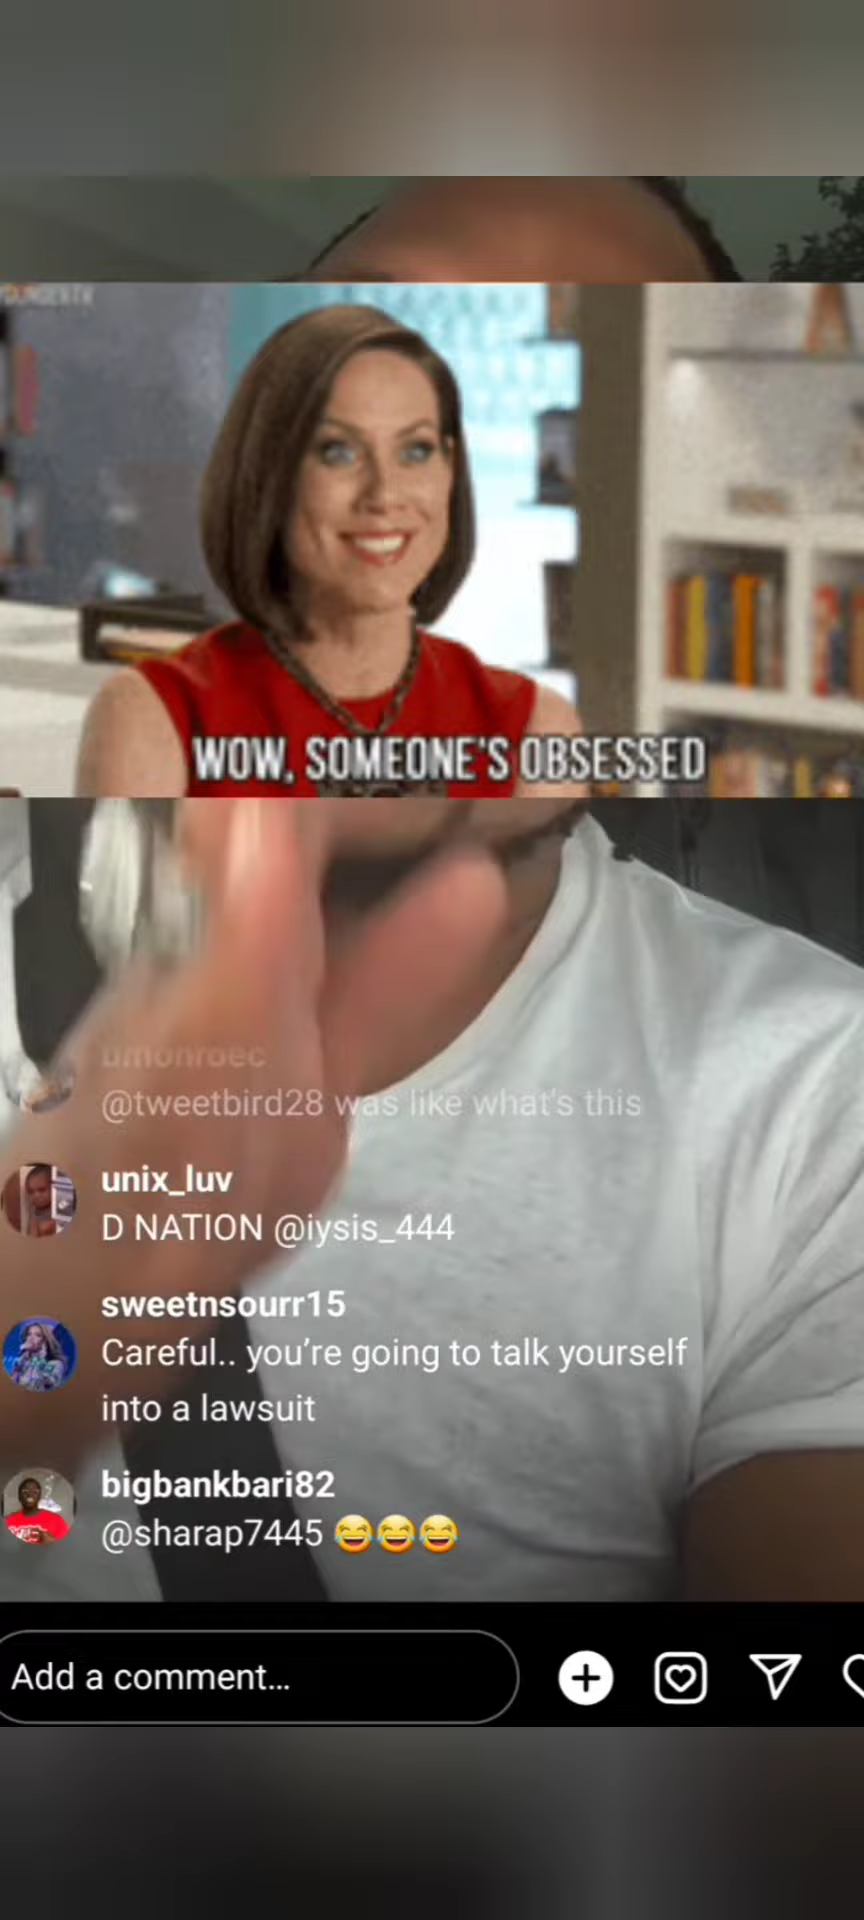 WOW, SOMEONE'S OBSESSED
@tweetbird28 was like what's this
unix_luv
D NATION @iysis_444
sweetnsourr15
Careful.. you’re going to talk yourself
into a lawsuit
bigbankbari82
@sharap7445 😂😂😂
Add a comment...